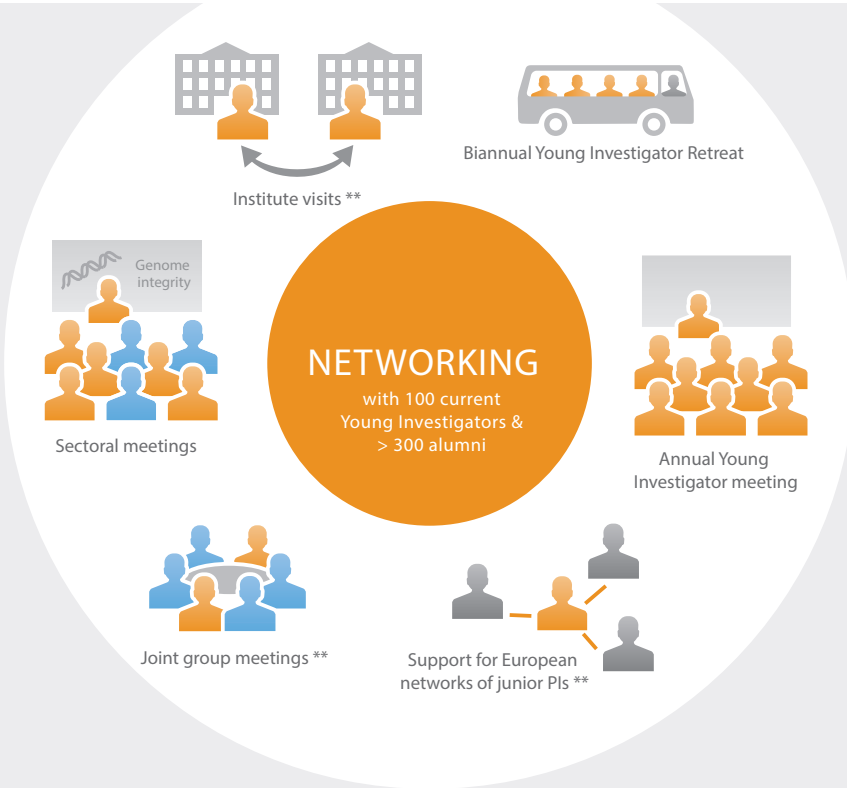 Institute visits **
Biannual Young Investigator Retreat
Genome
integrity
Sectoral meetings
NETWORKING
with 100 current
Young Investigators &
> 300 alumni
Annual Young
Investigator meeting
Joint group meetings **
Support for European
networks of junior PIs **